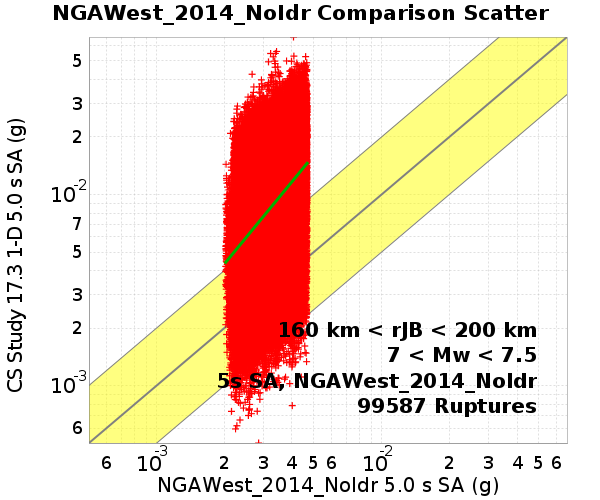 NGAWest_2014_NoIdr Comparison Scatter
CS Study 17.3 1-D 5.0 s SA (g)
5
3
2
10⁻²
7
5
3
2
10⁻³
6
160 km < rJB < 200 km
7 < Mw < 7.5
5s SA, NGAWest_2014_NoIdr
99587 Ruptures
6 10⁻³ 2 3 4 5 6 10⁻² 2 3 4 5 6
NGAWest_2014_NoIdr 5.0 s SA (g)